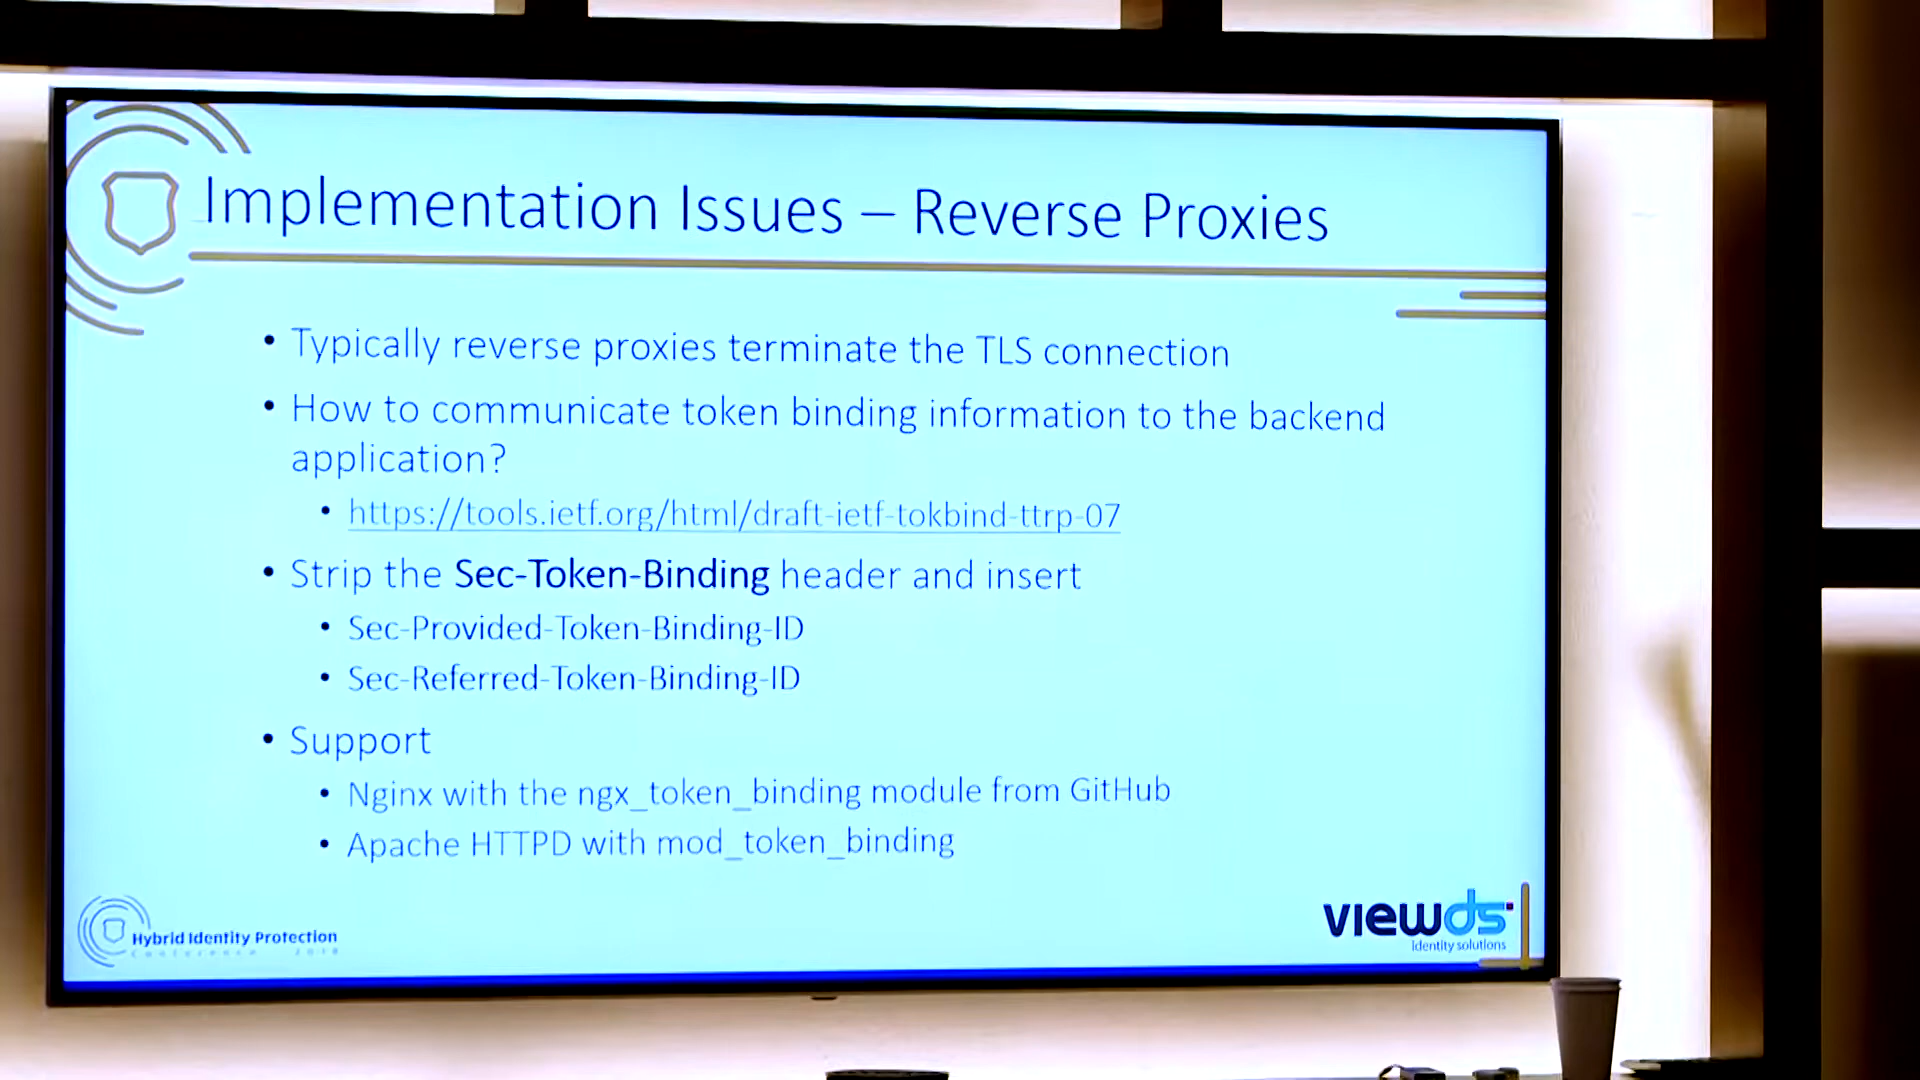 Implementation Issues – Reverse Proxies
• Typically reverse proxies terminate the TLS connection
• How to communicate token binding information to the backend
application?
• https://tools.ietf.org/html/draft-ietf-tokbind-ttrp-07
• Strip the Sec-Token-Binding header and insert
• Sec-Provided-Token-Binding-ID
• Sec-Referred-Token-Binding-ID
• Support
• Nginx with the ngx_token_binding module from GitHub
• Apache HTTPD with mod_token_binding
Hybrid Identity Protection
Conference 2018
viewds
identity solutions